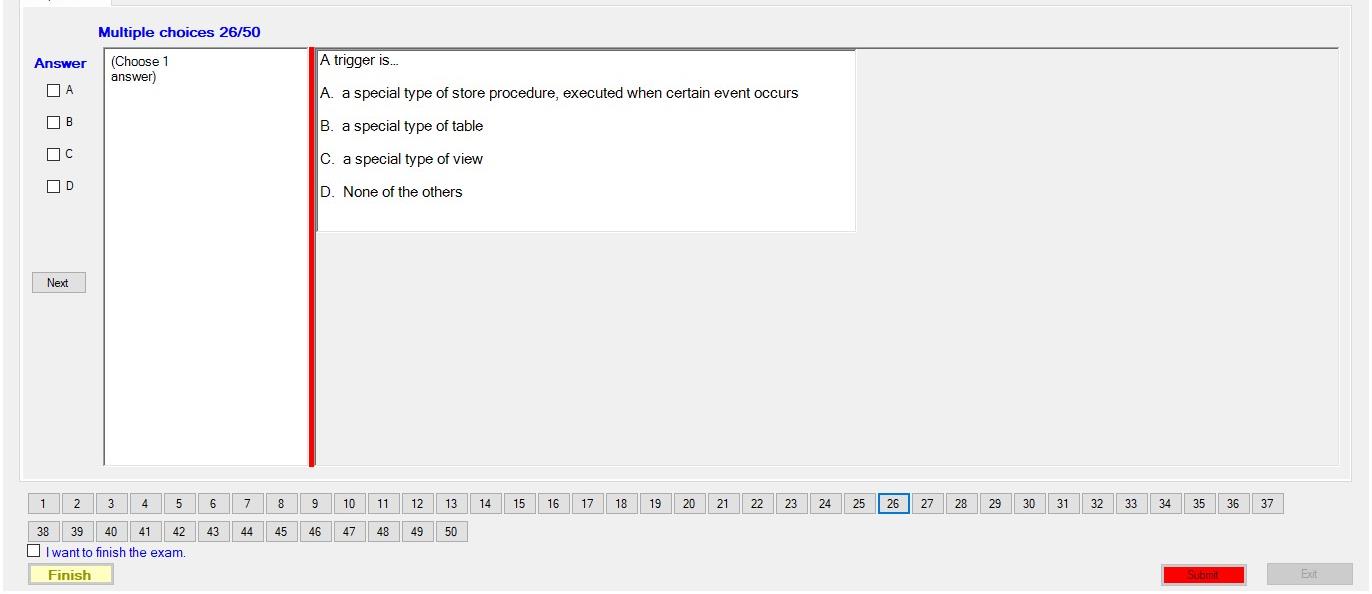 Multiple choices 26/50
Answer
A
B
C
D
Next
(Choose 1
answer)
A trigger is...
A. a special type of store procedure, executed when certain event occurs
B. a special type of table
C. a special type of view
D. None of the others
1 2 3 4 5 6 7 8 9 10 11 12 13 14 15 16 17 18 19 20 21 22 23 24 25 26 27 28 29 30 31 32 33 34 35 36 37
38 39 40 41 42 43 44 45 46 47 48 49 50
I want to finish the exam.
Finish
Submit
Exit